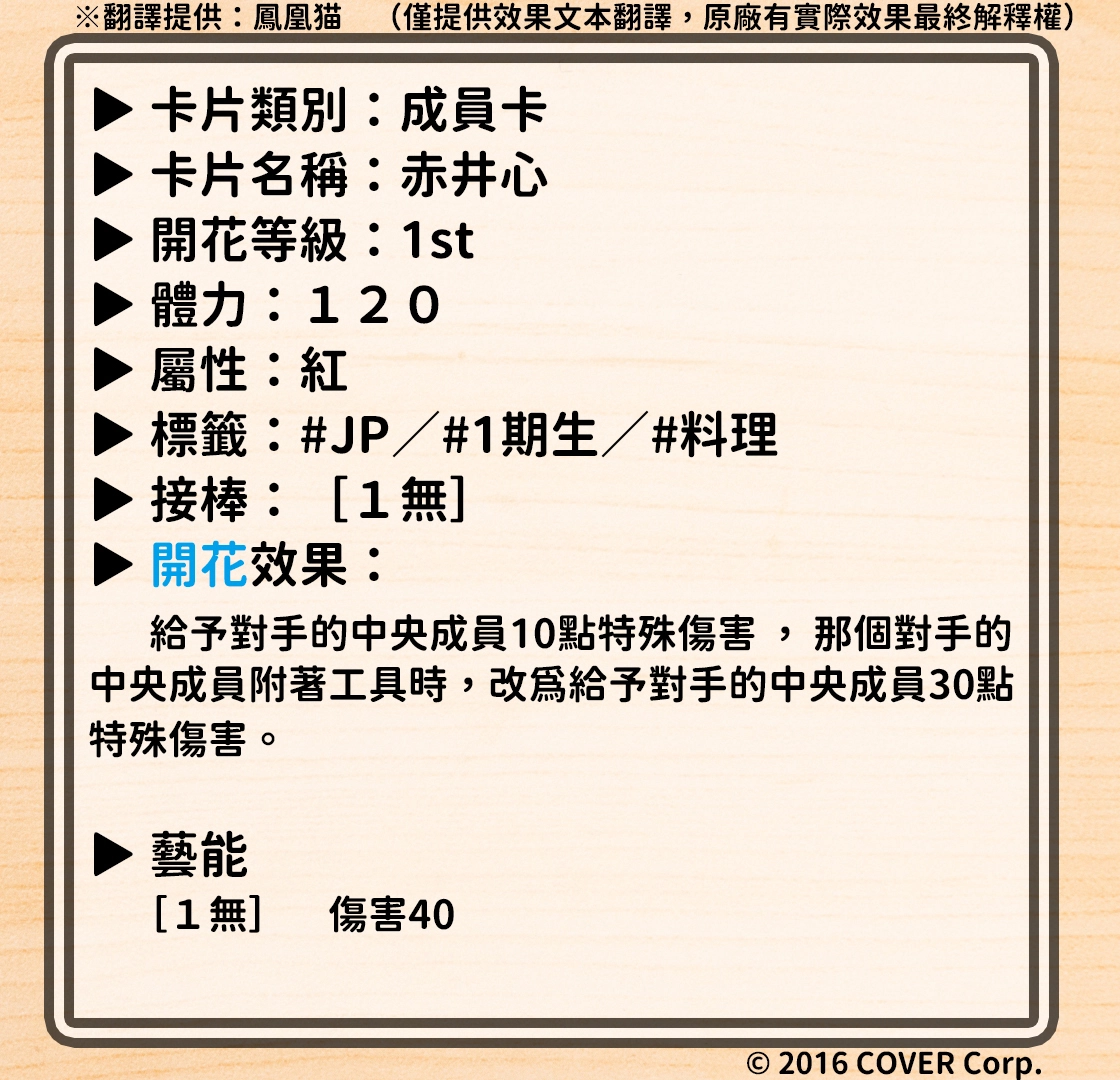 ※翻譯提供：鳳凰猫　（僅提供效果文本翻譯，原廠有實際效果最終解釋權）
▶ 卡片類別：成員卡
▶ 卡片名稱：赤井心
▶ 開花等級：1st
▶ 體力：１２０
▶ 屬性：紅
▶ 標籤：#JP／#1期生／#料理
▶ 接棒：［１無］
▶ 開花效果：
給予對手的中央成員10點特殊傷害 ， 那個對手的
中央成員附著工具時，改爲給予對手的中央成員30點
特殊傷害。
▶ 藝能
［１無］　傷害40
© 2016 COVER Corp.